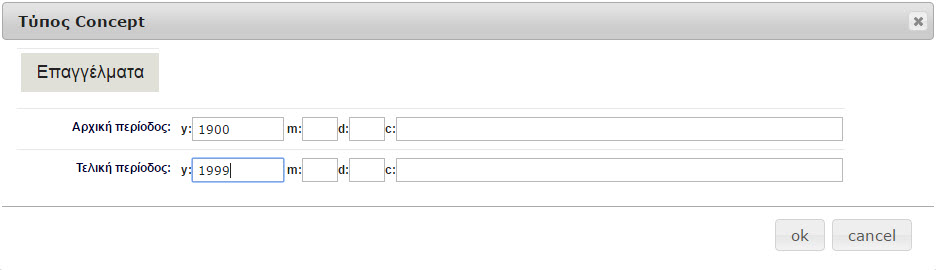 Τύπος Concept
Επαγγέλματα
Αρχική περίοδος: y: 1900 m: d: c:
Τελική περίοδος: y: 1999 m: d: c:
ok cancel